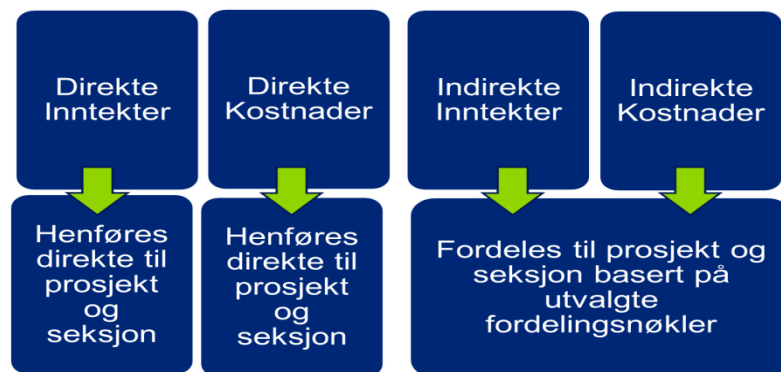 Direkte
Inntekter
Direkte
Kostnader
Indirekte
Inntekter
Indirekte
Kostnader
Henføres
direkte til
prosjekt
og
seksjon
Henføres
direkte til
prosjekt
og
seksjon
Fordeles til prosjekt og
seksjon basert på
utvalgte
fordelingsnøkler